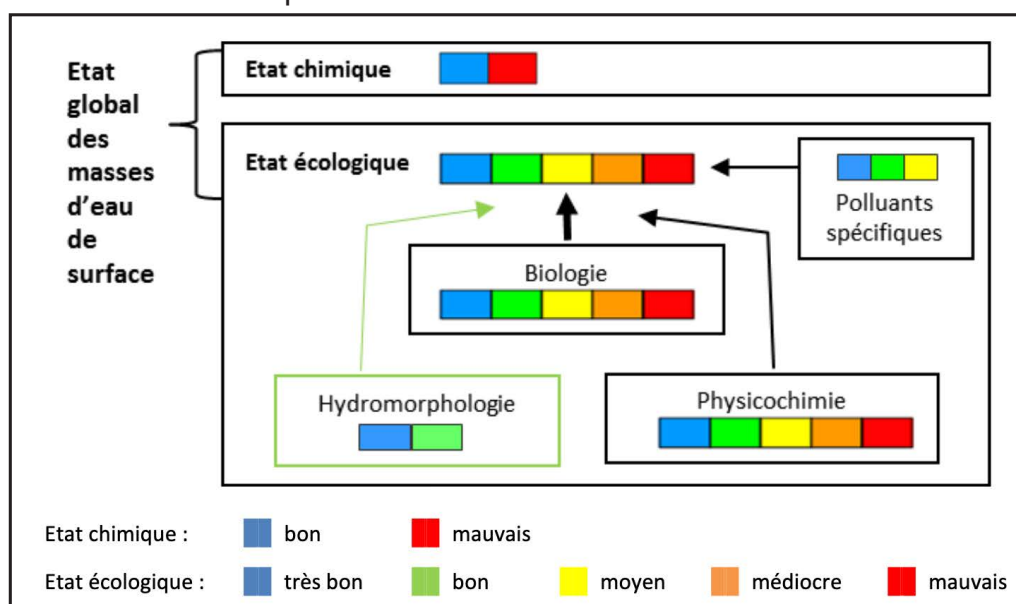 Etat
global
des
masses
d'eau
de
surface
Etat chimique
Etat écologique
Polluants
spécifiques
Biologie
Hydromorphologie
Physicochimie
Etat chimique : bon mauvais
Etat écologique : très bon bon moyen médiocre mauvais